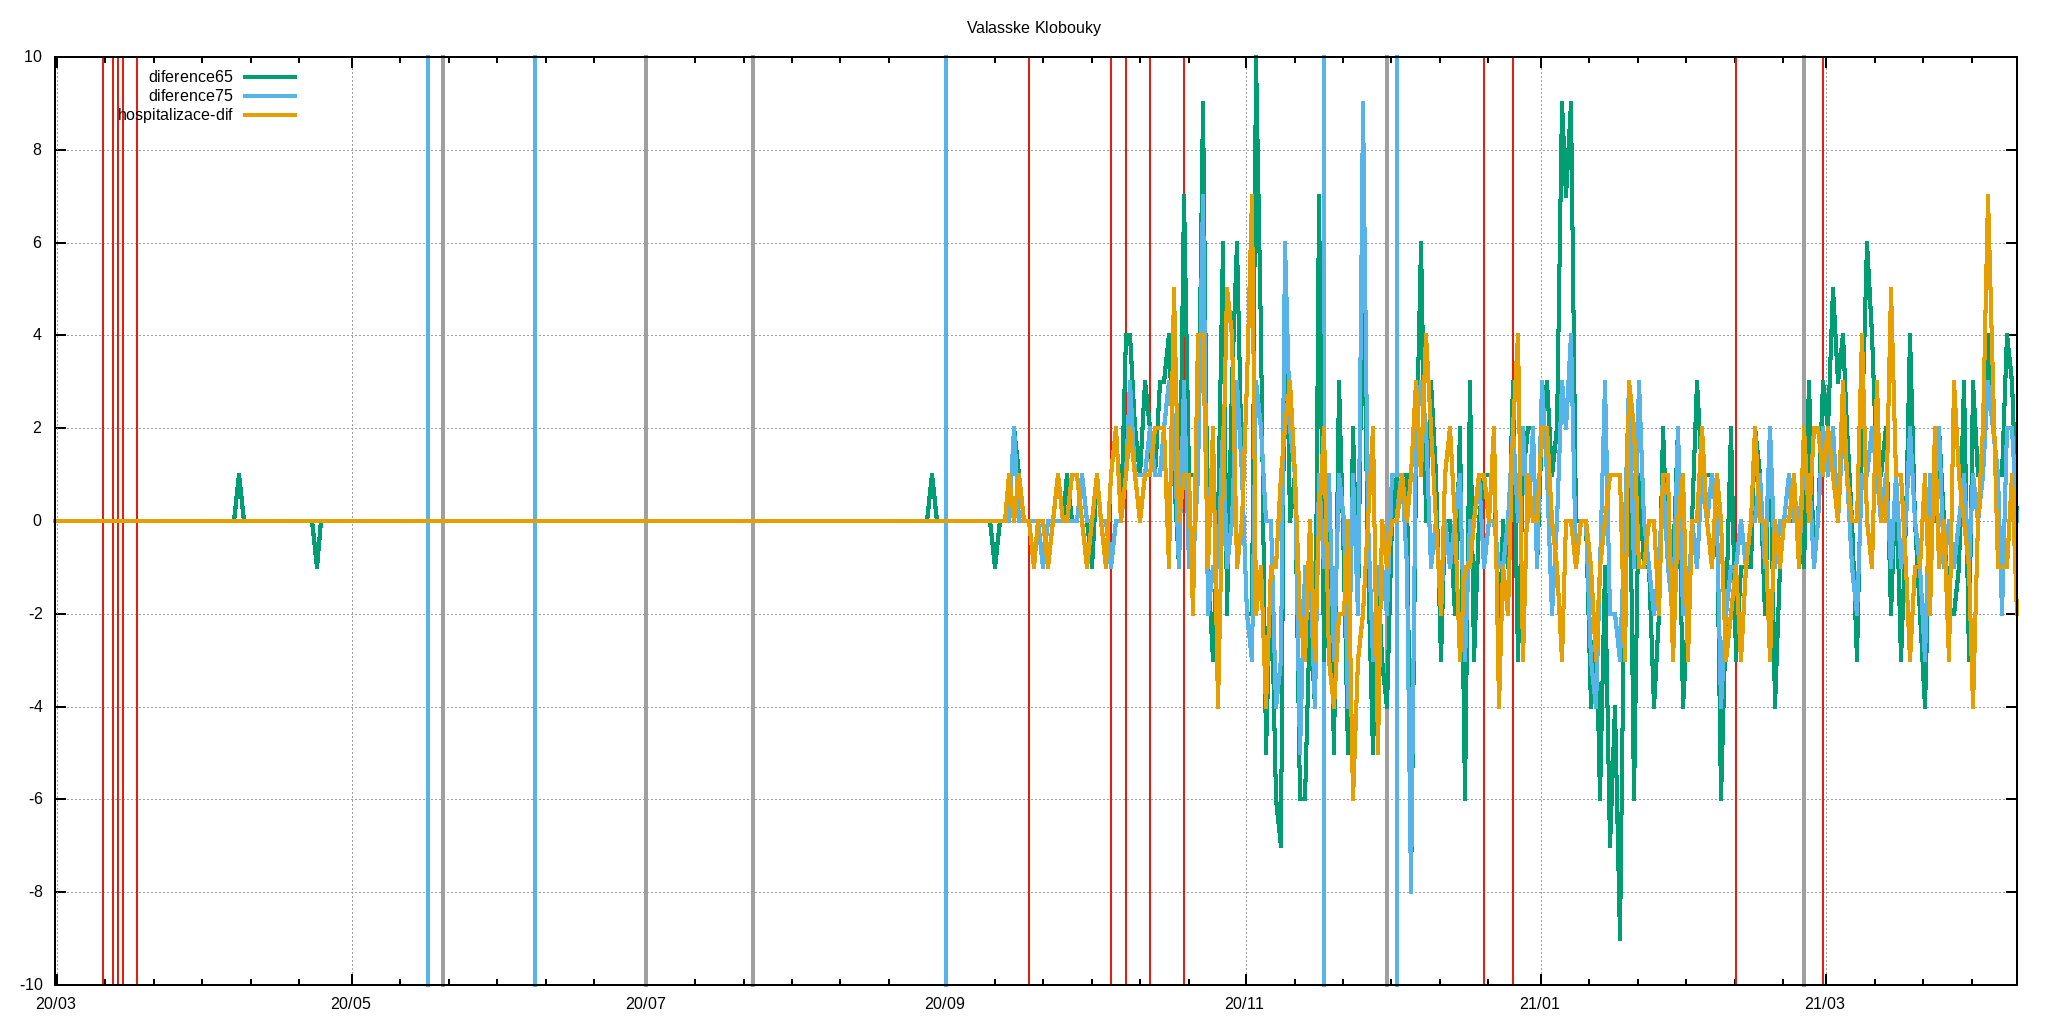 Valasske Klobouky
10
diference65
diference75
hospitalizace-dif
8
6
4
2
0
-2
-4
-6
-8
-10
20/03 20/05 20/07 20/09 20/11 21/01 21/03